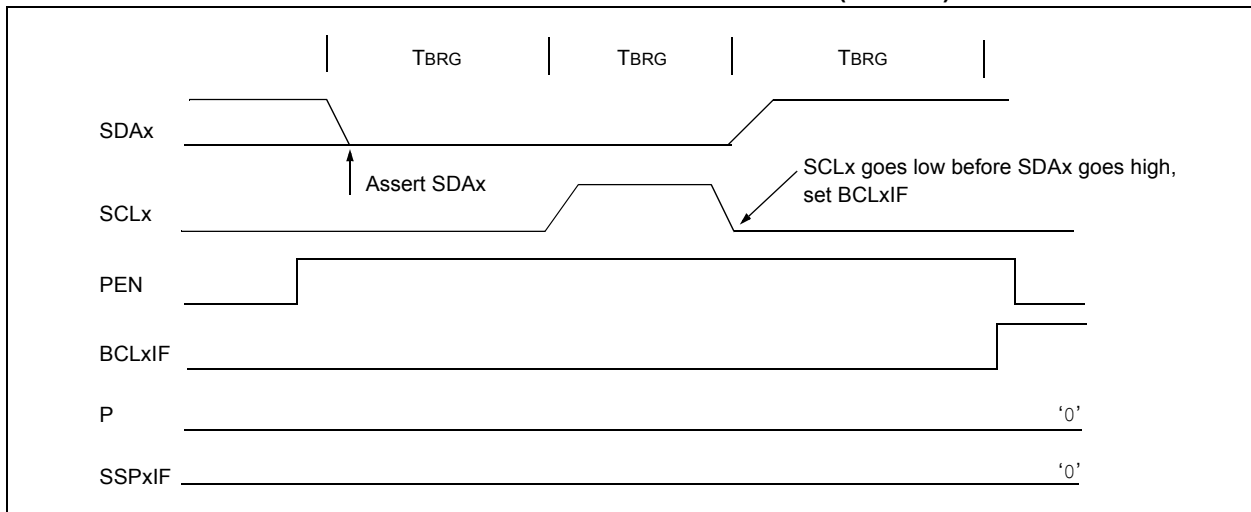 TBRG TBRG TBRG
SDAx
Assert SDAx
SCLx goes low before SDAx goes high,
set BCLxIF
SCLx
PEN
BCLxIF
P
‘0’
SSPxIF
‘0’